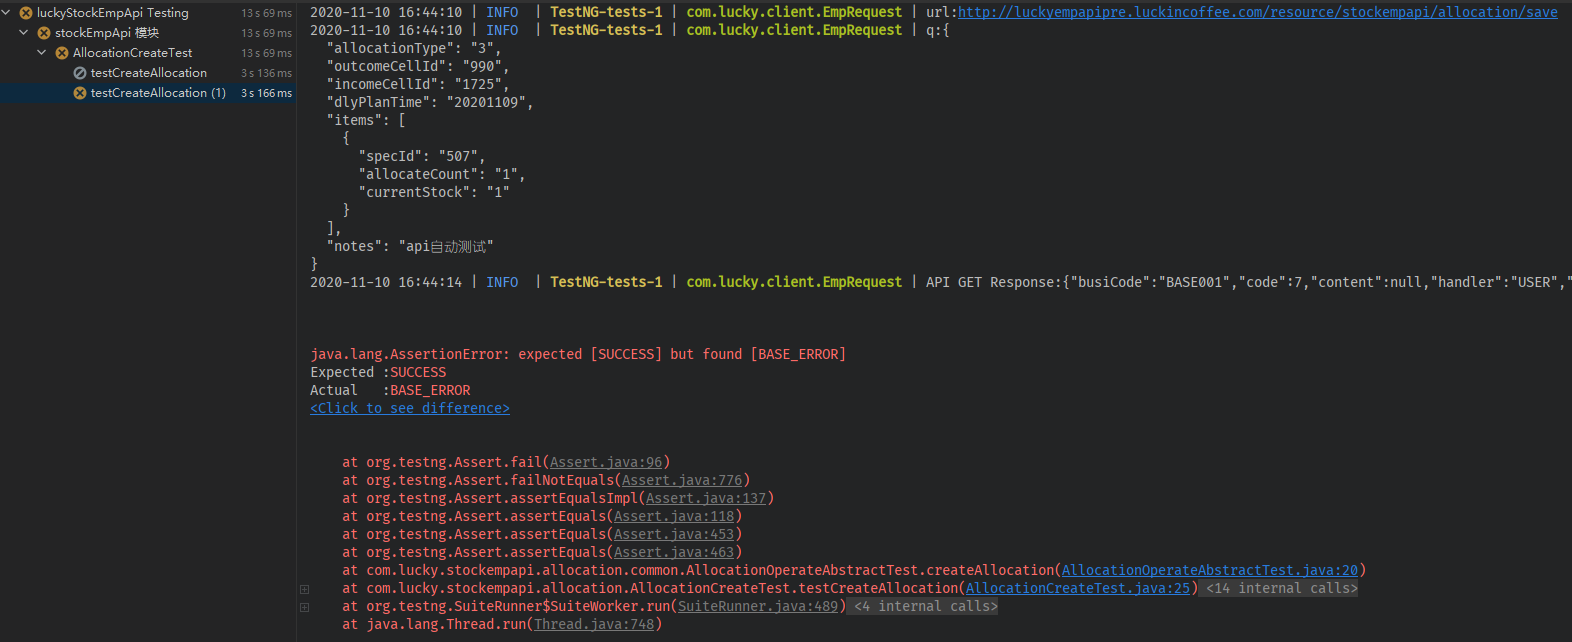 luckyStockEmpApi Testing 13 s 69 ms
stockEmpApi 模块 13 s 69 ms
AllocationCreateTest 13 s 69 ms
testCreateAllocation 3 s 136 ms
testCreateAllocation (1) 3 s 166 ms
2020-11-10 16:44:10 | INFO  | TestNG-tests-1 | com.lucky.client.EmpRequest | url:http://luckyempapipre.luckincoffee.com/resource/stockempapi/allocation/save
2020-11-10 16:44:10 | INFO  | TestNG-tests-1 | com.lucky.client.EmpRequest | q:{
  "allocationType": "3",
  "outcomeCellId": "990",
  "incomeCellId": "1725",
  "dlyPlanTime": "20201109",
  "items": [
    {
      "specId": "507",
      "allocateCount": "1",
      "currentStock": "1"
    }
  ],
  "notes": "api自动测试"
}
2020-11-10 16:44:14 | INFO  | TestNG-tests-1 | com.lucky.client.EmpRequest | API GET Response:{"busiCode":"BASE001","code":7,"content":null,"handler":"USER","
java.lang.AssertionError: expected [SUCCESS] but found [BASE_ERROR]
Expected :SUCCESS
Actual   :BASE_ERROR
<Click to see difference>
    at org.testng.Assert.fail(Assert.java:96)
    at org.testng.Assert.failNotEquals(Assert.java:776)
    at org.testng.Assert.assertEqualsImpl(Assert.java:137)
    at org.testng.Assert.assertEquals(Assert.java:118)
    at org.testng.Assert.assertEquals(Assert.java:453)
    at org.testng.Assert.assertEquals(Assert.java:463)
    at com.lucky.stockempapi.allocation.common.AllocationOperateAbstractTest.createAllocation(AllocationOperateAbstractTest.java:20)
    at com.lucky.stockempapi.allocation.AllocationCreateTest.testCreateAllocation(AllocationCreateTest.java:25) <14 internal calls>
    at org.testng.SuiteRunner$SuiteWorker.run(SuiteRunner.java:489) <4 internal calls>
    at java.lang.Thread.run(Thread.java:748)